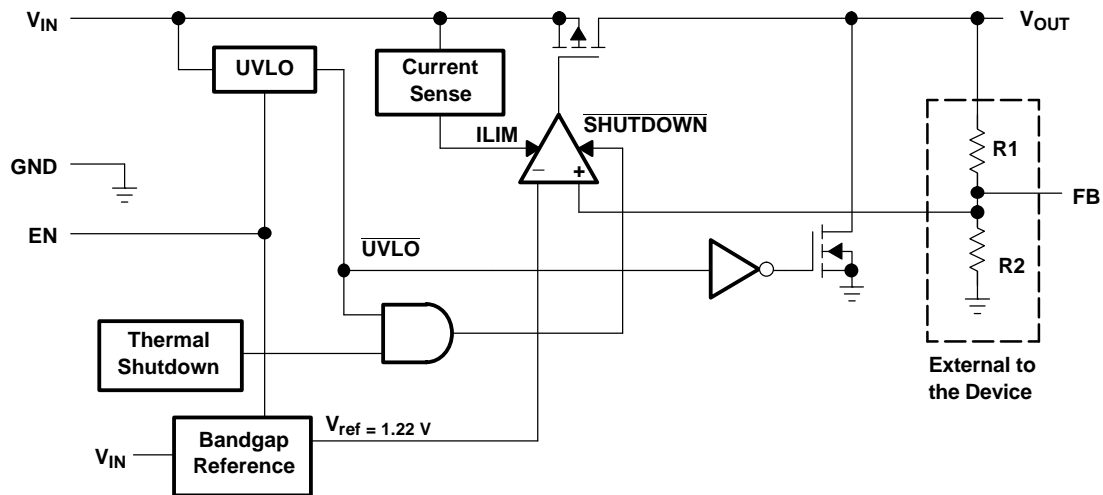 VIN
VOUT
UVLO
Current
Sense
SHUTDOWN
ILIM
R1
GND
−
+
FB
EN
UVLO
R2
Thermal
Shutdown
External to
the Device
Vref = 1.22 V
VIN
Bandgap
Reference